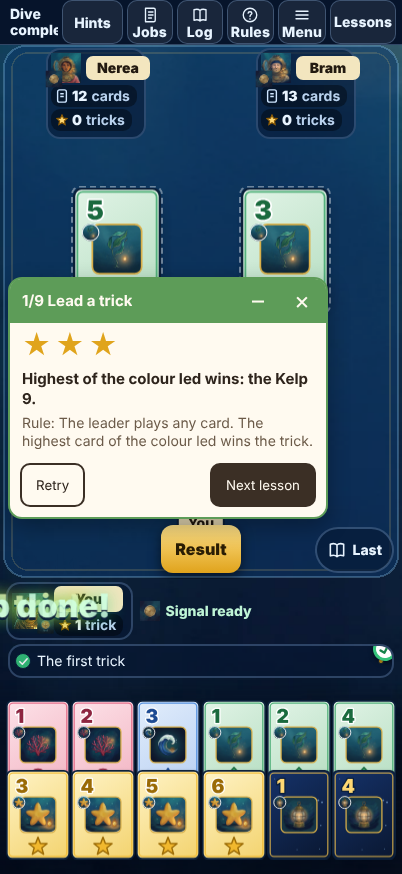 Dive
Hints
Jobs
Log
Rules
Menu
Lessons
Nerea
12 cards
0 tricks
Bram
13 cards
0 tricks
5
3
1/9 Lead a trick
Highest of the colour led wins: the Kelp
9.
Rule: The leader plays any card. The
highest card of the colour led wins the trick.
Retry
Next lesson
You
Result
Last
done!
You
1 trick
Signal ready
The first trick
1
2
3
1
2
4
3
4
5
6
1
4